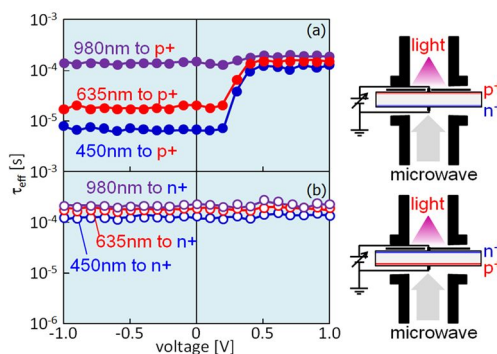 (a)
980nm to p+
635nm to p+
450nm to p+
10⁻³
10⁻⁴
10⁻⁵
10⁻³
τeff [s]
(b)
980nm to n+
635nm to n+
450nm to n+
10⁻⁴
10⁻⁵
10⁻⁶
-1.0 -0.5 0 0.5 1.0
voltage [V]
light
p⁺
n⁻
microwave
light
n⁺
p⁺
microwave